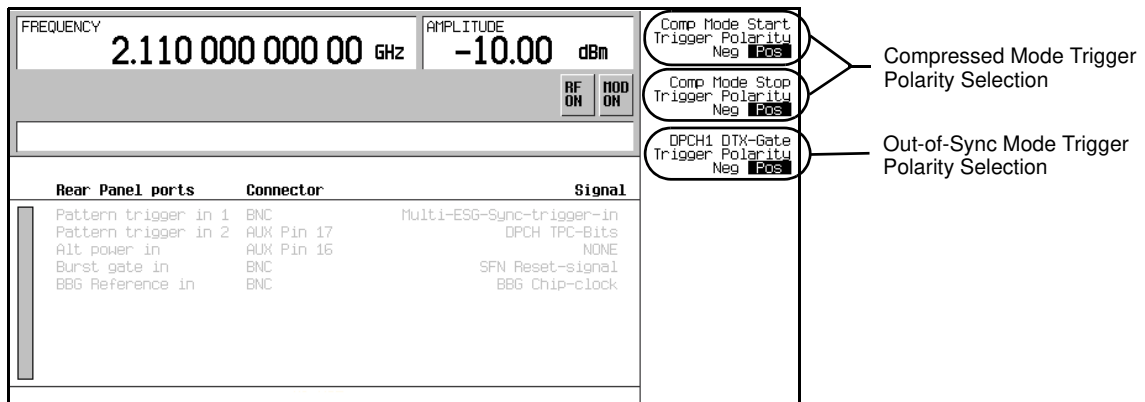 FREQUENCY
2.110 000 000 00 GHz
AMPLITUDE
-10.00 dBm
RF ON
MOD ON
Comp Mode Start
Trigger Polarity
Neg Pos
Comp Mode Stop
Trigger Polarity
Neg Pos
DPCH1 DTX-Gate
Trigger Polarity
Neg Pos
Compressed Mode Trigger
Polarity Selection
Out-of-Sync Mode Trigger
Polarity Selection
Rear Panel ports Connector Signal
Pattern trigger in 1 BNC Multi-ESG-Sync-trigger-in
Pattern trigger in 2 AUX Pin 17 DPCH TPC-Bits
Alt power in AUX Pin 16 NONE
Burst gate in BNC SFN Reset-signal
BBG Reference in BNC BBG Chip-clock